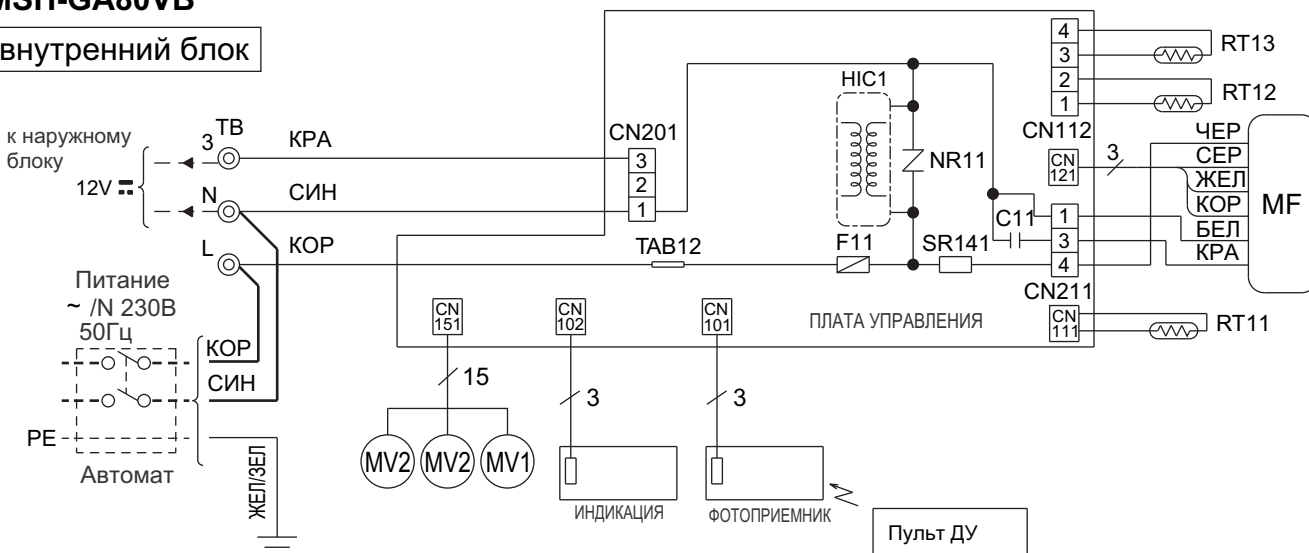 MSH-GA80VB
внутренний блок
к наружному
блоку
12V
3
TB
N
L
КРА
СИН
КОР
CN201
3
2
1
TAB12
HIC1
NR11
F11
SR141
C11
4
3
2
1
CN112
RT13
RT12
CN
121
3
ЧЕР
СЕР
ЖЕЛ
КОР
БЕЛ
КРА
MF
1
3
4
CN211
CN
111
RT11
ПЛАТА УПРАВЛЕНИЯ
Питание
~ /N 230В
50Гц
КОР
СИН
PE
Автомат
ЖЕЛ/ЗЕЛ
CN
151
CN
102
CN
101
15
3
3
MV2
MV2
MV1
ИНДИКАЦИЯ
ФОТОПРИЕМНИК
Пульт ДУ